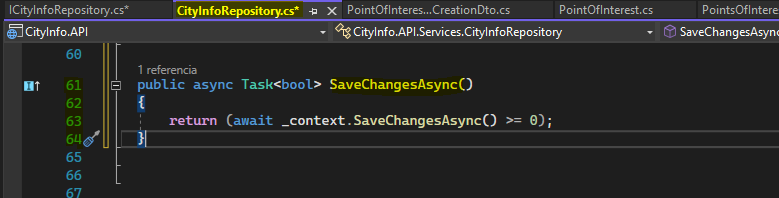 ICityInfoRepository.cs*
CityInfoRepository.cs*
PointOfInteres...CreationDto.cs
PointOfInterest.cs
PointsOfInteres
CityInfo.API
CityInfo.API.Services.CityInfoRepository
SaveChangesAsync
60
1 referencia
61 public async Task<bool> SaveChangesAsync()
62 {
63 return (await _context.SaveChangesAsync() >= 0);
64 }
65
66
67